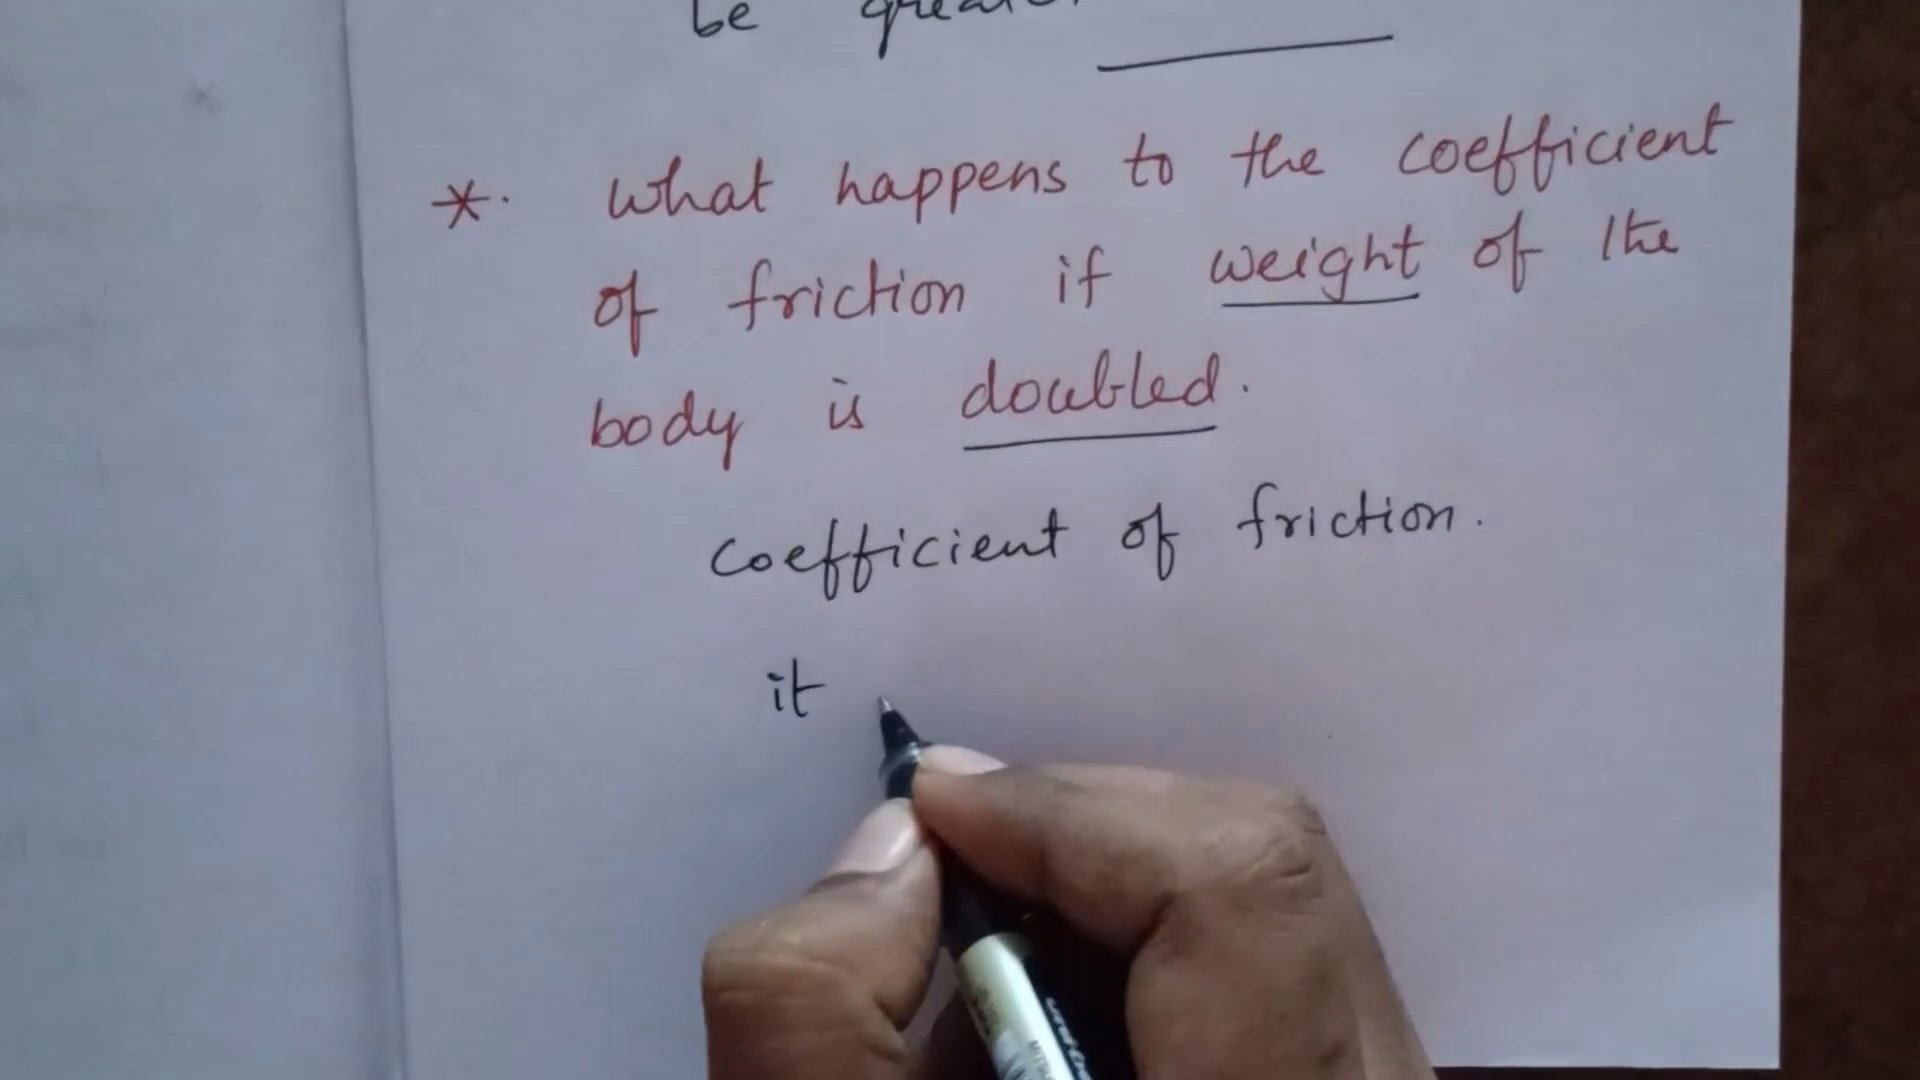 be
*. What happens to the coefficient
of friction if weight of the
body is doubled.
Coefficient of friction.
it